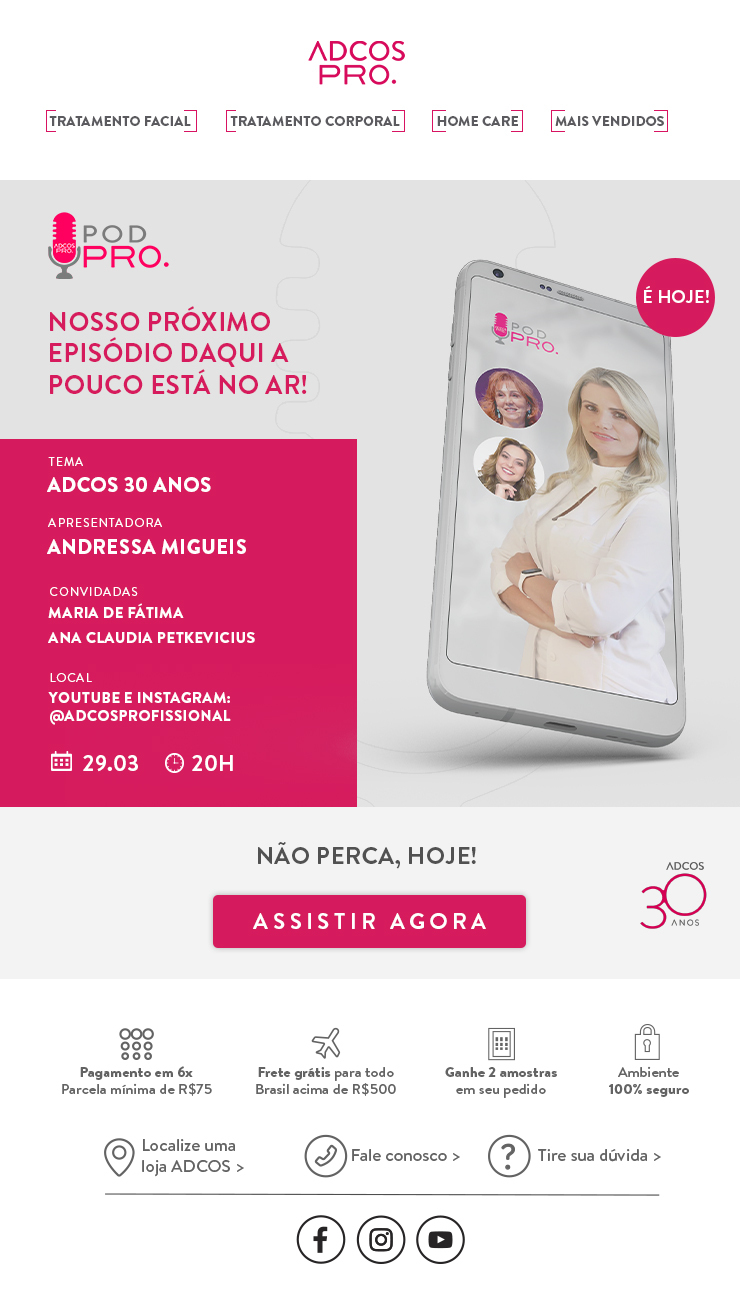 ADCOS
PRO.
TRATAMENTO FACIAL
TRATAMENTO CORPORAL
HOME CARE
MAIS VENDIDOS
POD
ADCOS
PRO.
PRO.
É HOJE!
NOSSO PRÓXIMO
EPISÓDIO DAQUI A
POUCO ESTÁ NO AR!
POD
PRO.
TEMA
ADCOS 30 ANOS
APRESENTADORA
ANDRESSA MIGUEIS
CONVIDADAS
MARIA DE FÁTIMA
ANA CLAUDIA PETKEVICIUS
LOCAL
YOUTUBE E INSTAGRAM:
@ADCOSPROFISSIONAL
29.03 20H
NÃO PERCA, HOJE!
ASSISTIR AGORA
ADCOS
30
ANOS
Pagamento em 6x
Parcela mínima de R$75
Frete grátis para todo
Brasil acima de R$500
Ganhe 2 amostras
em seu pedido
Ambiente
100% seguro
Localize uma
loja ADCOS >
Fale conosco >
Tire sua dúvida >